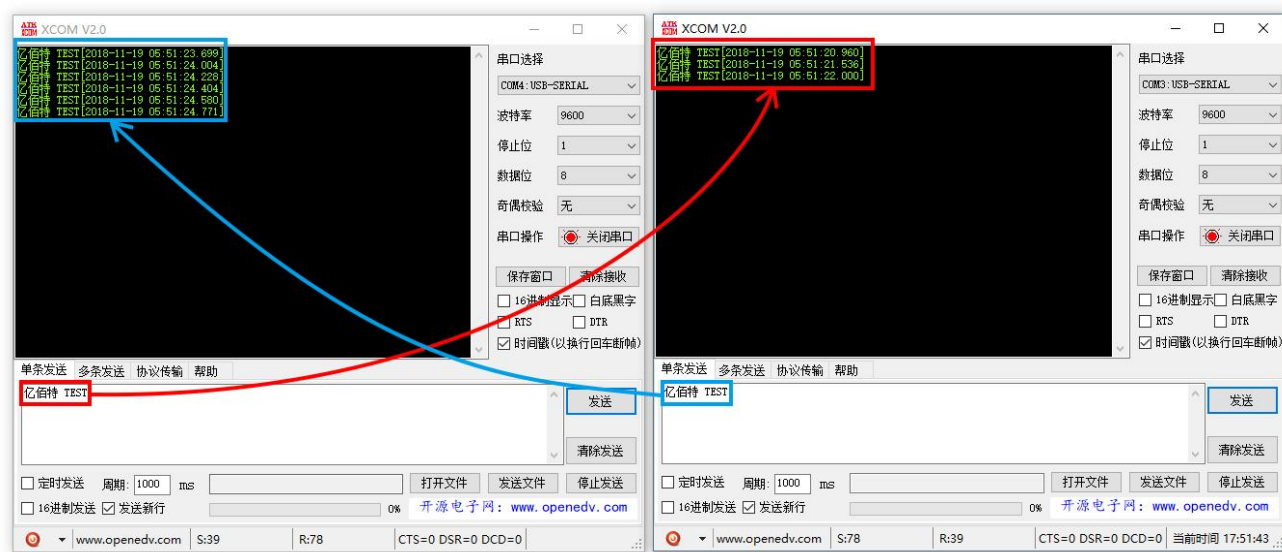 XCOM V2.0
亿佰特 TEST[2018-11-19 05:51:23.699]
亿佰特 TEST[2018-11-19 05:51:24.004]
亿佰特 TEST[2018-11-19 05:51:24.228]
亿佰特 TEST[2018-11-19 05:51:24.404]
亿佰特 TEST[2018-11-19 05:51:24.580]
亿佰特 TEST[2018-11-19 05:51:24.771]
串口选择
COM4:USB-SERIAL
波特率 9600
停止位 1
数据位 8
奇偶校验 无
串口操作 关闭串口
保存窗口 清除接收
16进制显示 白底黑字
RTS DTR
时间戳(以换行回车断帧)
单条发送 多条发送 协议传输 帮助
亿佰特 TEST
发送
清除发送
定时发送 周期: 1000 ms 打开文件 发送文件 停止发送
16进制发送 发送新行 0% 开源电子网: www.openedv.com
www.openedv.com S:39 R:78 CTS=0 DSR=0 DCD=0
XCOM V2.0
亿佰特 TEST[2018-11-19 05:51:20.960]
亿佰特 TEST[2018-11-19 05:51:21.536]
亿佰特 TEST[2018-11-19 05:51:22.000]
串口选择
COM3:USB-SERIAL
波特率 9600
停止位 1
数据位 8
奇偶校验 无
串口操作 关闭串口
保存窗口 清除接收
16进制显示 白底黑字
RTS DTR
时间戳(以换行回车断帧)
单条发送 多条发送 协议传输 帮助
亿佰特 TEST
发送
清除发送
定时发送 周期: 1000 ms 打开文件 发送文件 停止发送
16进制发送 发送新行 0% 开源电子网: www.openedv.com
www.openedv.com S:78 R:39 CTS=0 DSR=0 DCD=0 当前时间 17:51:43